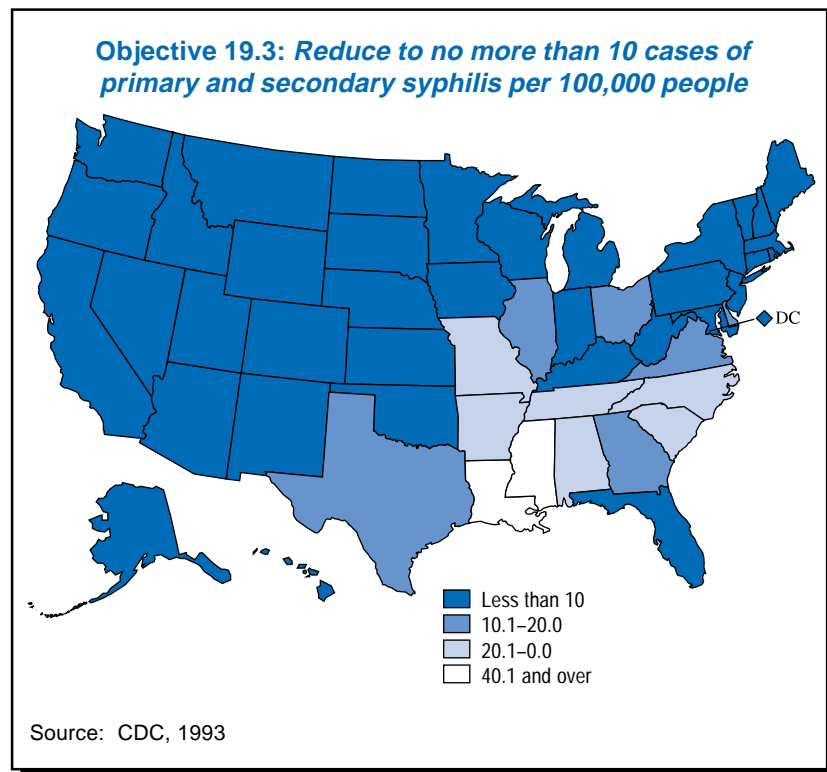 Objective 19.3: Reduce to no more than 10 cases of
primary and secondary syphilis per 100,000 people
DC
Less than 10
10.1–20.0
20.1–0.0
40.1 and over
Source: CDC, 1993